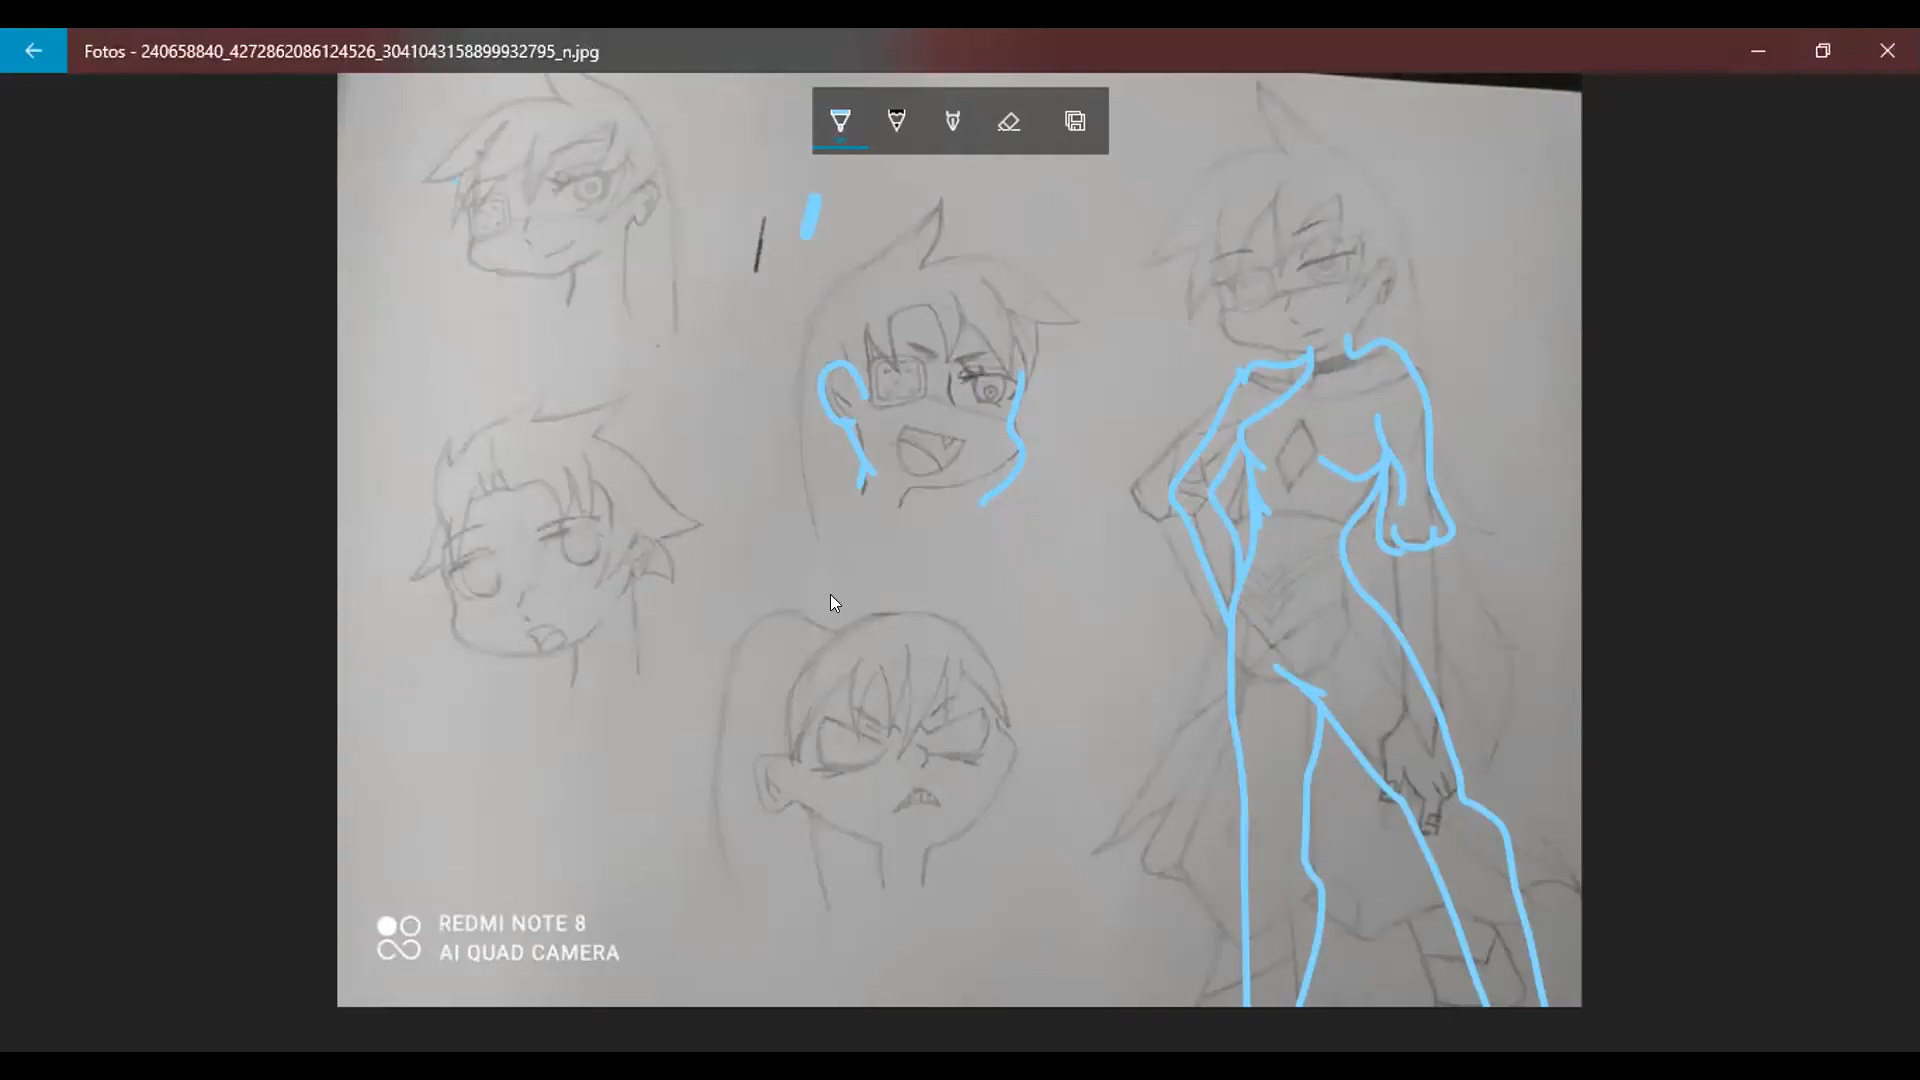 Fotos - 240658840_4272862086124526_3041043158899932795_n.jpg
REDMI NOTE 8
AI QUAD CAMERA